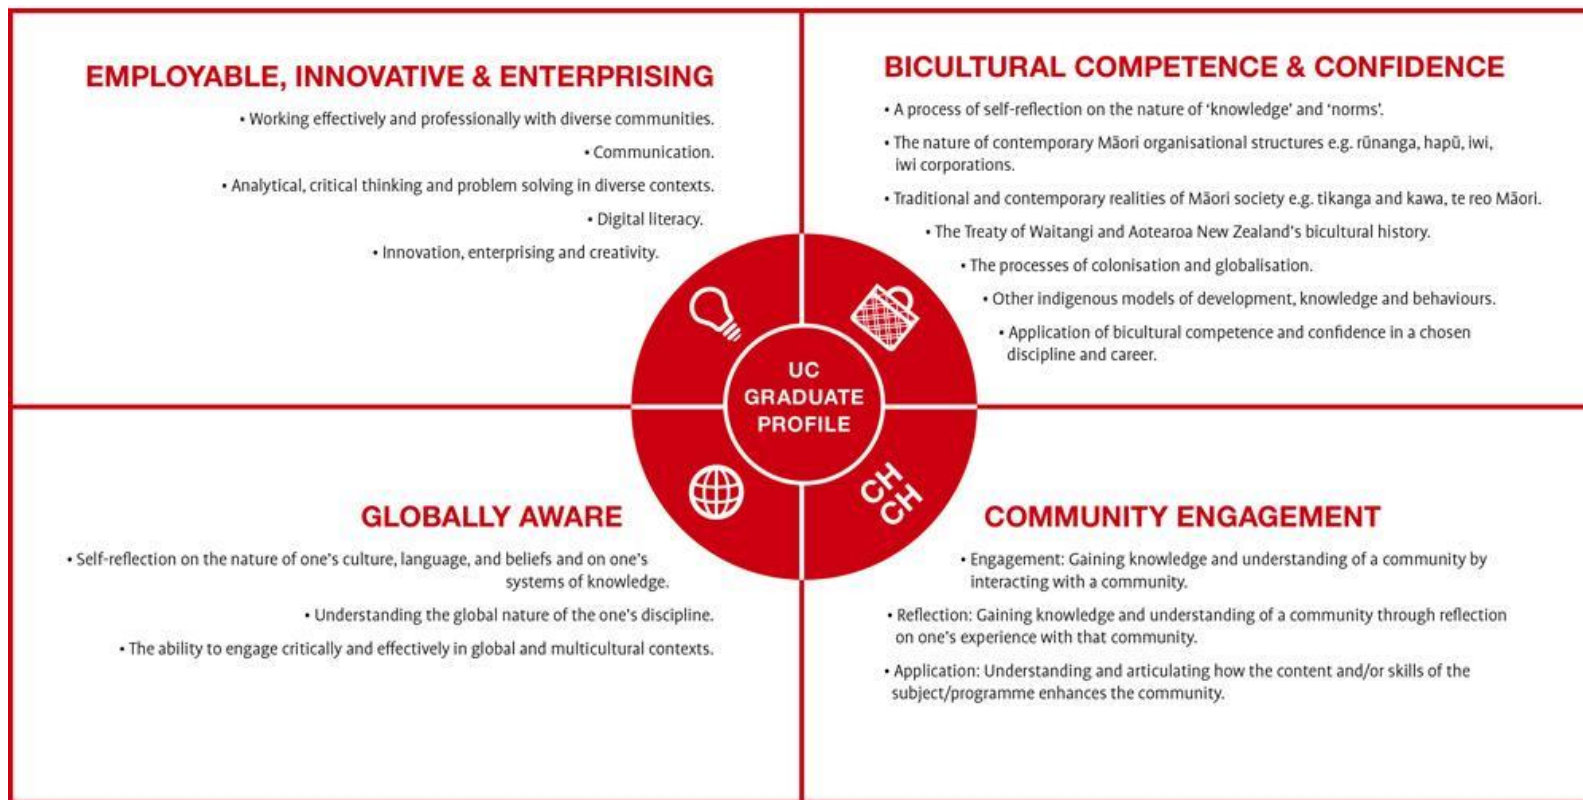 EMPLOYABLE, INNOVATIVE & ENTERPRISING
• Working effectively and professionally with diverse communities.
• Communication.
• Analytical, critical thinking and problem solving in diverse contexts.
• Digital literacy.
• Innovation, enterprising and creativity.
BICULTURAL COMPETENCE & CONFIDENCE
• A process of self-reflection on the nature of ‘knowledge’ and ‘norms’.
• The nature of contemporary Māori organisational structures e.g. rūnanga, hapū, iwi,
iwi corporations.
• Traditional and contemporary realities of Māori society e.g. tikanga and kawa, te reo Māori.
• The Treaty of Waitangi and Aotearoa New Zealand’s bicultural history.
• The processes of colonisation and globalisation.
• Other indigenous models of development, knowledge and behaviours.
• Application of bicultural competence and confidence in a chosen
discipline and career.
UC
GRADUATE
PROFILE
CH
CH
GLOBALLY AWARE
• Self-reflection on the nature of one’s culture, language, and beliefs and on one’s
systems of knowledge.
• Understanding the global nature of the one’s discipline.
• The ability to engage critically and effectively in global and multicultural contexts.
COMMUNITY ENGAGEMENT
• Engagement: Gaining knowledge and understanding of a community by
interacting with a community.
• Reflection: Gaining knowledge and understanding of a community through reflection
on one’s experience with that community.
• Application: Understanding and articulating how the content and/or skills of the
subject/programme enhances the community.